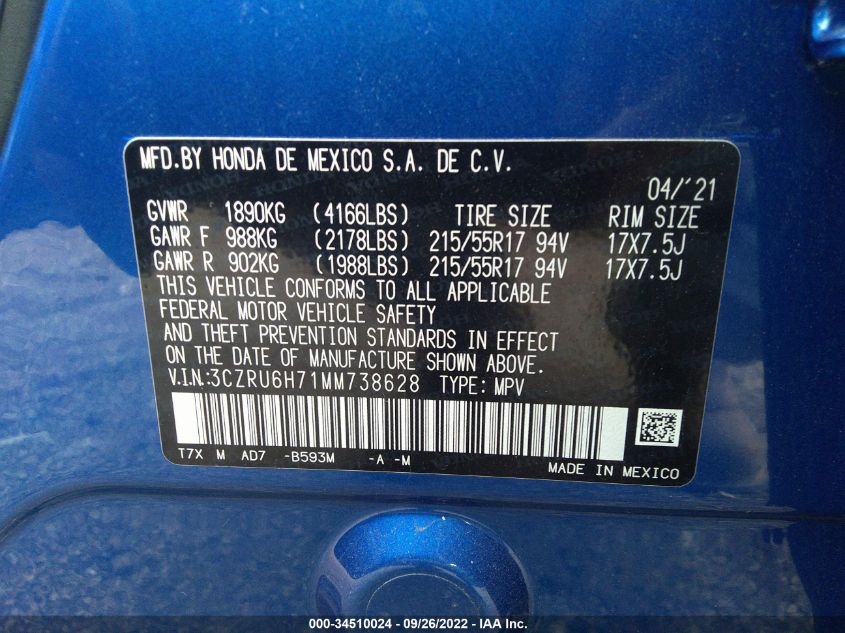 MFD.BY HONDA DE MEXICO S.A. DE C.V.
04/'21
GVWR 1890KG (4166LBS) TIRE SIZE RIM SIZE
GAWR F 988KG (2178LBS) 215/55R17 94V 17X7.5J
GAWR R 902KG (1988LBS) 215/55R17 94V 17X7.5J
THIS VEHICLE CONFORMS TO ALL APPLICABLE
FEDERAL MOTOR VEHICLE SAFETY
AND THEFT PREVENTION STANDARDS IN EFFECT
ON THE DATE OF MANUFACTURE SHOWN ABOVE.
V.I.N:3CZRU6H71MM738628 TYPE: MPV
T7X M AD7 -B593M -A -M
MADE IN MEXICO
000-34510024 - 09/26/2022 - IAA Inc.